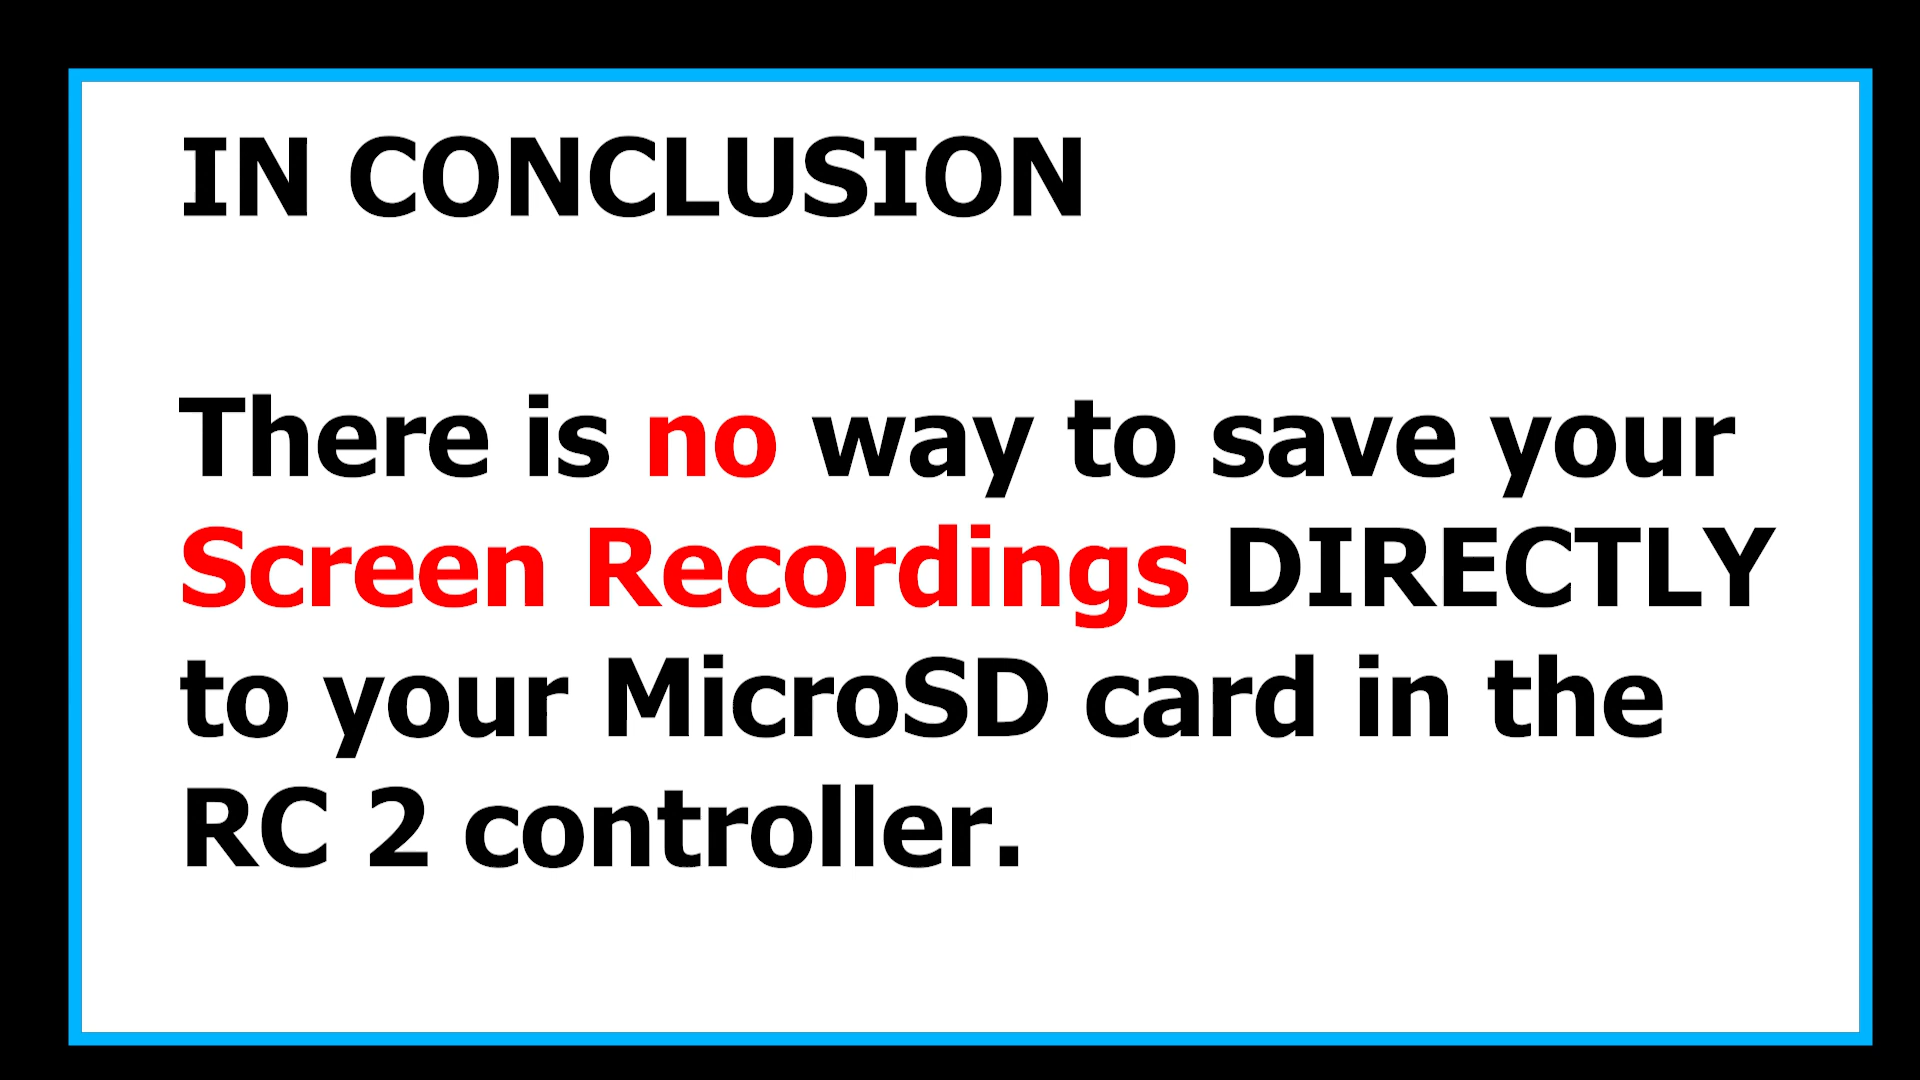 IN CONCLUSION
There is no way to save your
Screen Recordings DIRECTLY
to your MicroSD card in the
RC 2 controller.